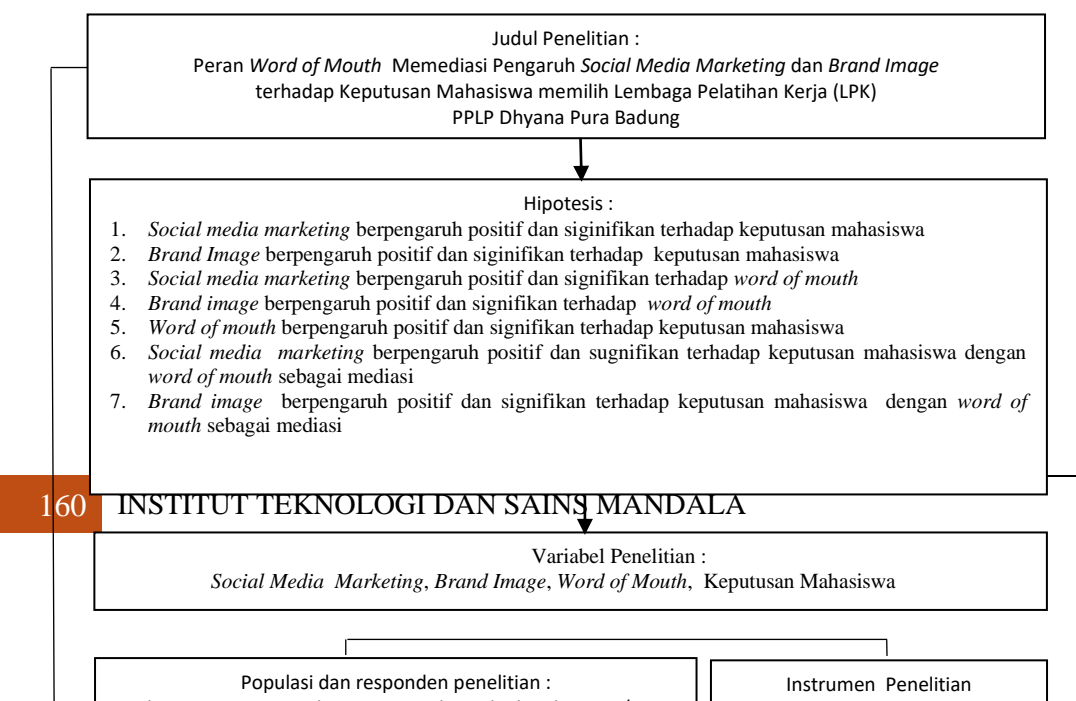 Judul Penelitian :
Peran Word of Mouth Memediasi Pengaruh Social Media Marketing dan Brand Image
terhadap Keputusan Mahasiswa memilih Lembaga Pelatihan Kerja (LPK)
PPLP Dhyana Pura Badung
Hipotesis :
1. Social media marketing berpengaruh positif dan siginifikan terhadap keputusan mahasiswa
2. Brand Image berpengaruh positif dan siginifikan terhadap keputusan mahasiswa
3. Social media marketing berpengaruh positif dan signifikan terhadap word of mouth
4. Brand image berpengaruh positif dan signifikan terhadap word of mouth
5. Word of mouth berpengaruh positif dan signifikan terhadap keputusan mahasiswa
6. Social media marketing berpengaruh positif dan sugnifikan terhadap keputusan mahasiswa dengan
word of mouth sebagai mediasi
7. Brand image berpengaruh positif dan signifikan terhadap keputusan mahasiswa dengan word of
mouth sebagai mediasi
160 INSTITUT TEKNOLOGI DAN SAINS MANDALA
Variabel Penelitian :
Social Media Marketing, Brand Image, Word of Mouth, Keputusan Mahasiswa
Populasi dan responden penelitian :
Instrumen Penelitian